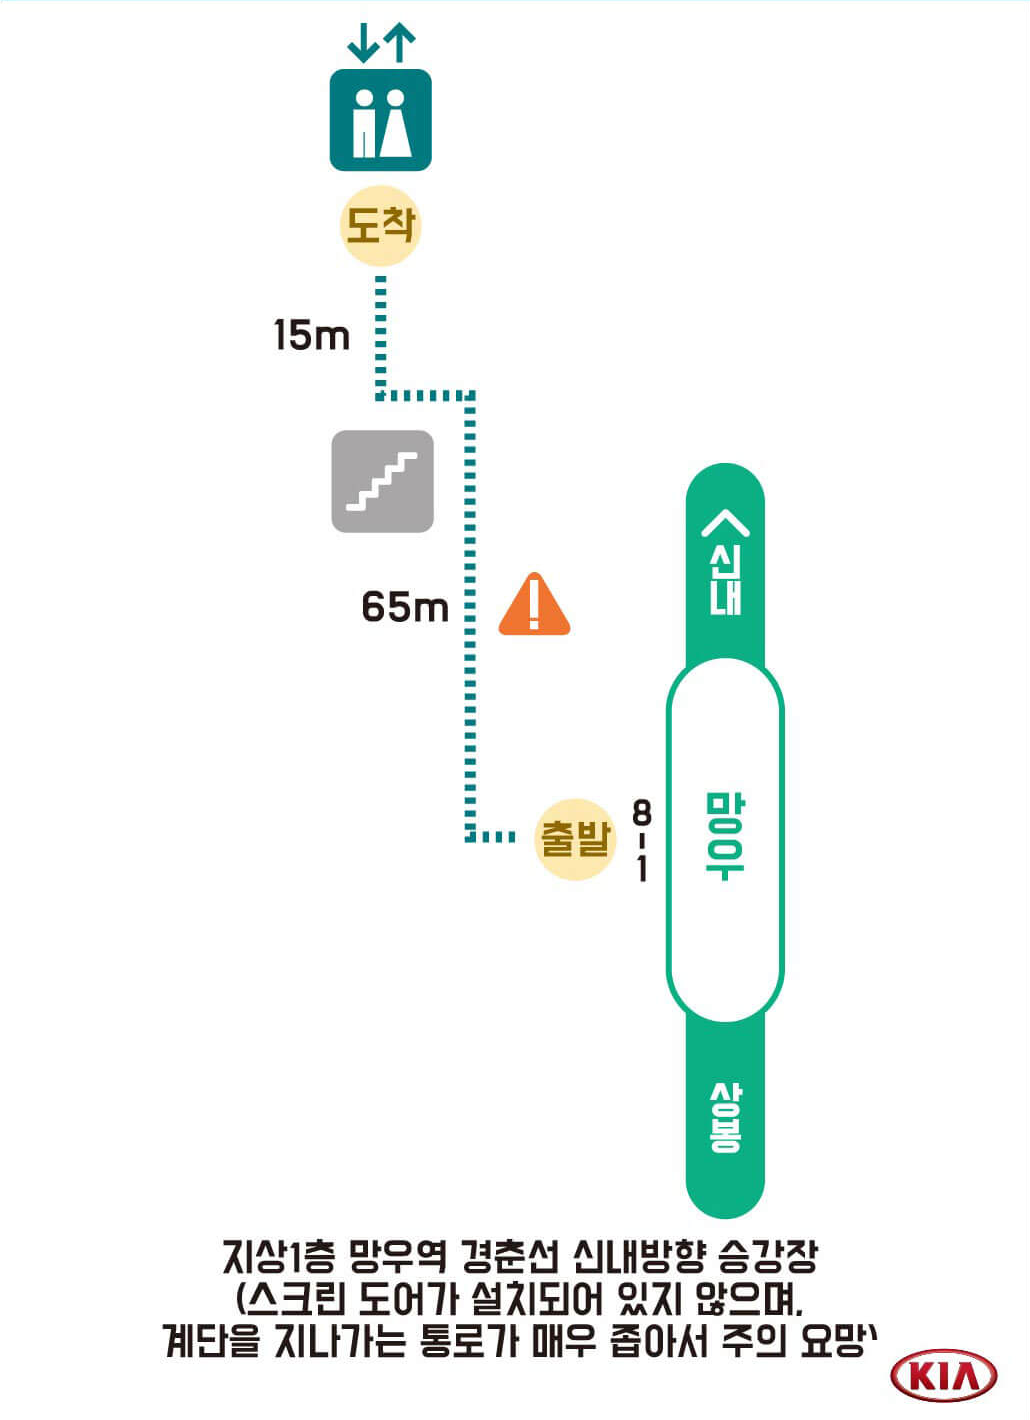 도착
15m
65m
출발
8-1
신내
망우
상봉
지상1층 망우역 경춘선 신내방향 승강장
(스크린 도어가 설치되어 있지 않으며,
계단을 지나가는 통로가 매우 좁아서 주의 요망`
KIA